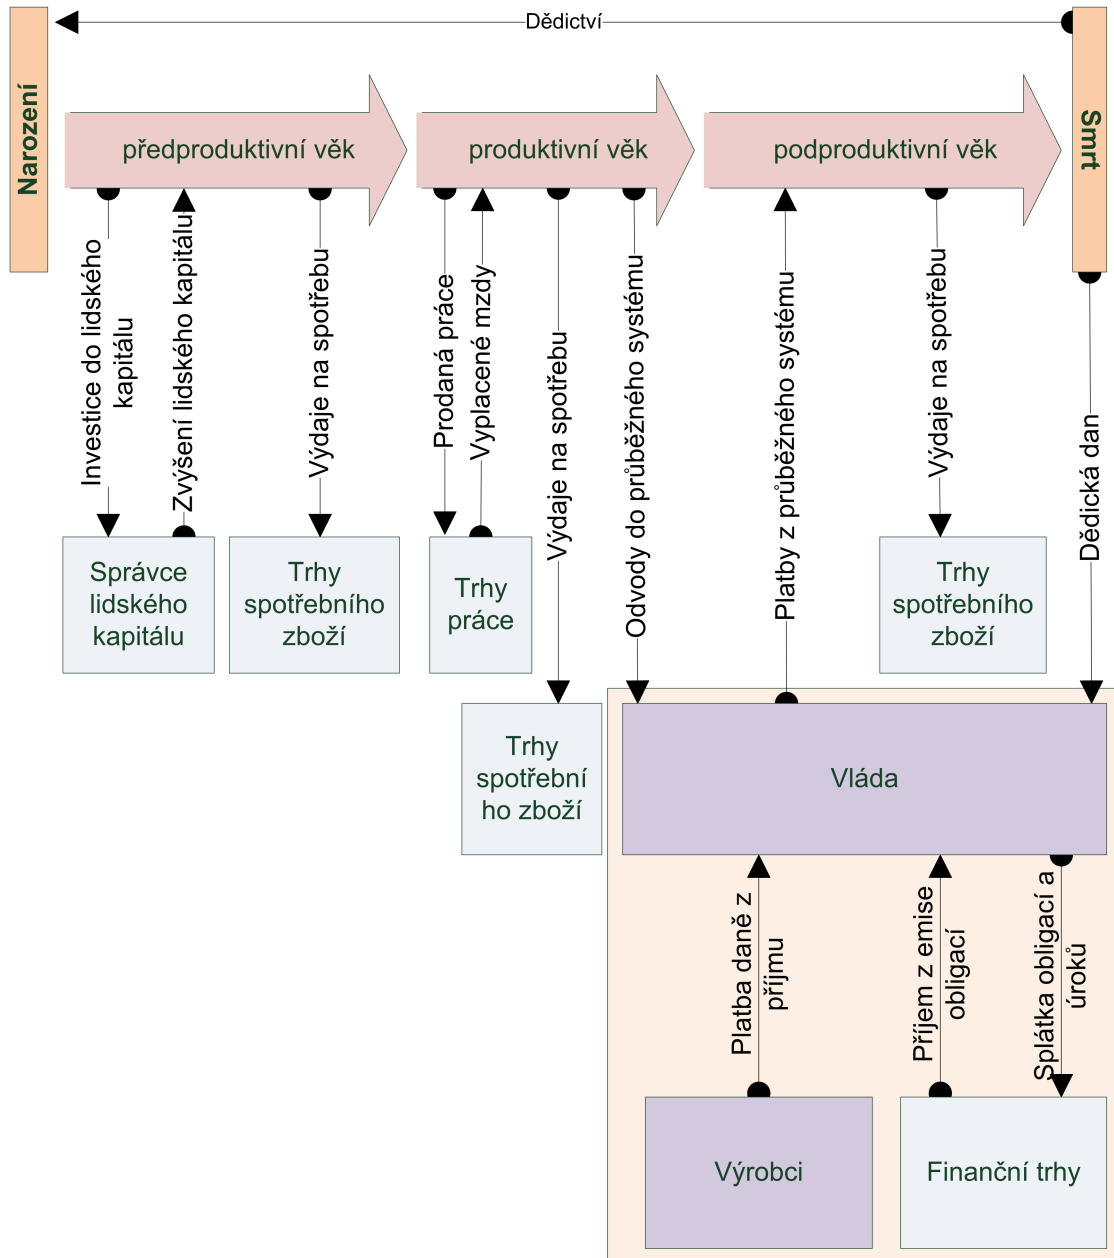 Dědictví
Narození
předproduktivní věk
produktivní věk
podproduktivní věk
Smrt
Investice do lidského
kapitálu
Zvýšení lidského kapitálu
Výdaje na spotřebu
Prodaná práce
Vyplacené mzdy
Výdaje na spotřebu
Odvody do průběžného systému
Platby z průběžného systému
Výdaje na spotřebu
Dědická dan
Správce
lidského
kapitálu
Trhy
spotřebního
zboží
Trhy
práce
Trhy
spotřebního
zboží
Trhy
spotřební
ho zboží
Vláda
Platba daně z
příjmu
Příjem z emise
obligací
Splátka obligací a
úroků
Výrobci
Finanční trhy